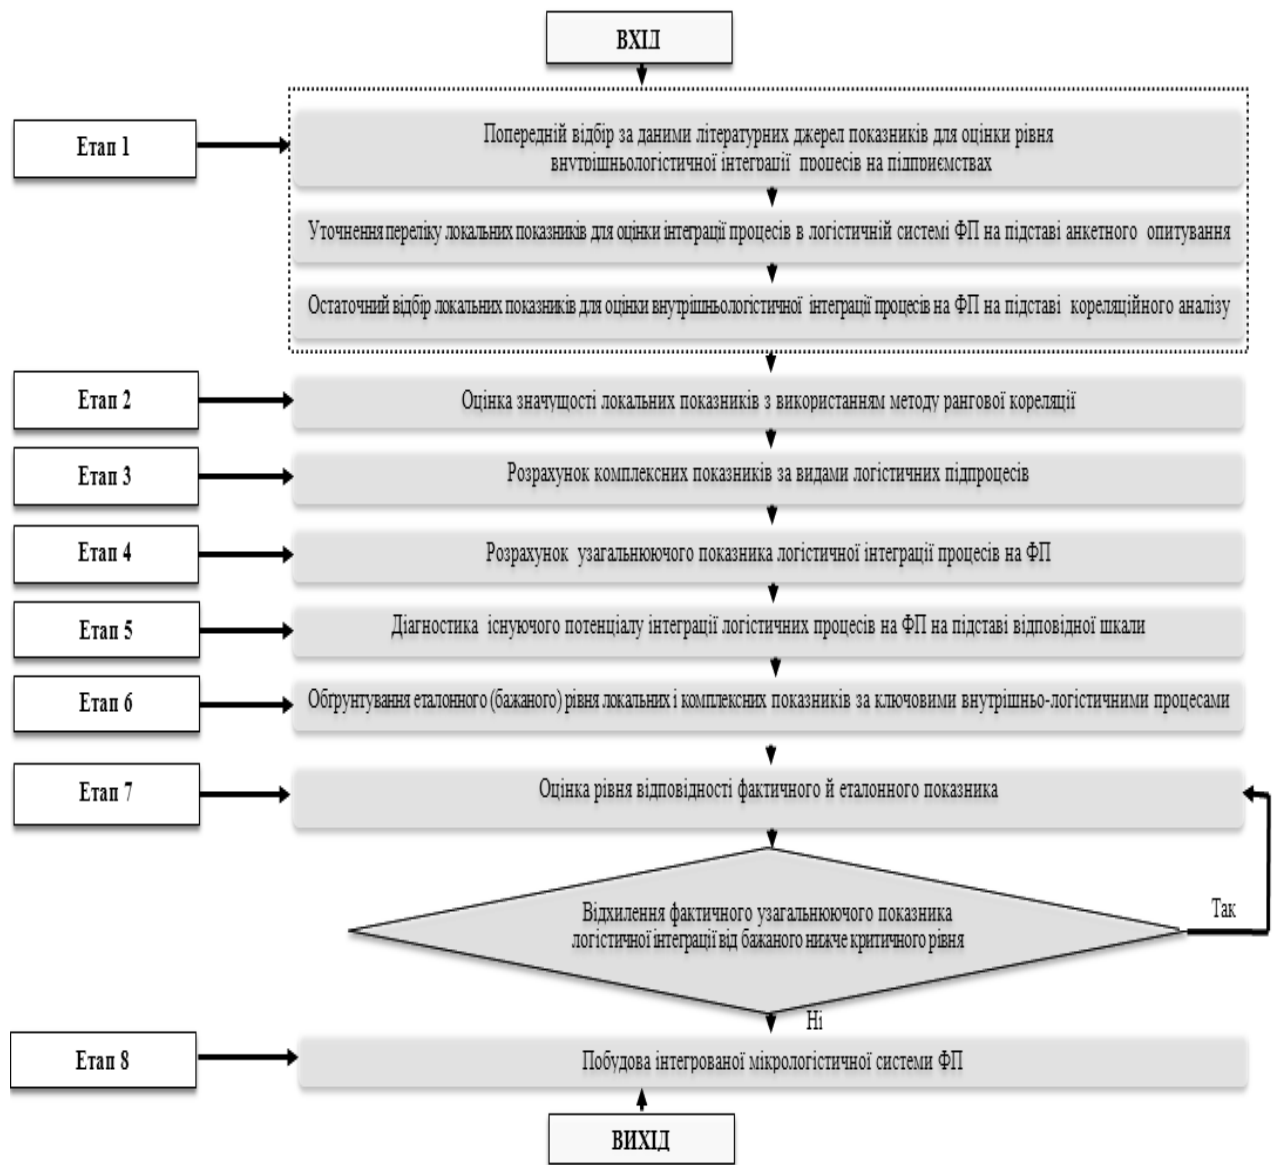 ВХІД
Етап 1
Попередній відбір за даними літературних джерел показників для оцінки рівня
внутрішньологістичної інтеграції процесів на підприємствах
Уточнення переліку локальних показників для оцінки інтеграції процесів в логістичній системі ФП на підставі анкетного опитування
Остаточний відбір локальних показників для оцінки внутрішньологістичної інтеграції процесів на ФП на підставі кореляційного аналізу
Етап 2
Оцінка значущості локальних показників з використанням методу рангової кореляції
Етап 3
Розрахунок комплексних показників за видами логістичних підпроцесів
Етап 4
Розрахунок узагальнюючого показника логістичної інтеграції процесів на ФП
Етап 5
Діагностика існуючого потенціалу інтеграції логістичних процесів на ФП на підставі відповідної шкали
Етап 6
Обґрунтування еталонного (бажаного) рівня локальних і комплексних показників за ключовими внутрішньо-логістичними процесами
Етап 7
Оцінка рівня відповідності фактичного й еталонного показника
Відхилення фактичного узагальнюючого показника
логістичної інтеграції від бажаного нижче критичного рівня
Так
Ні
Етап 8
Побудова інтегрованої мікрологістичної системи ФП
ВИХІД